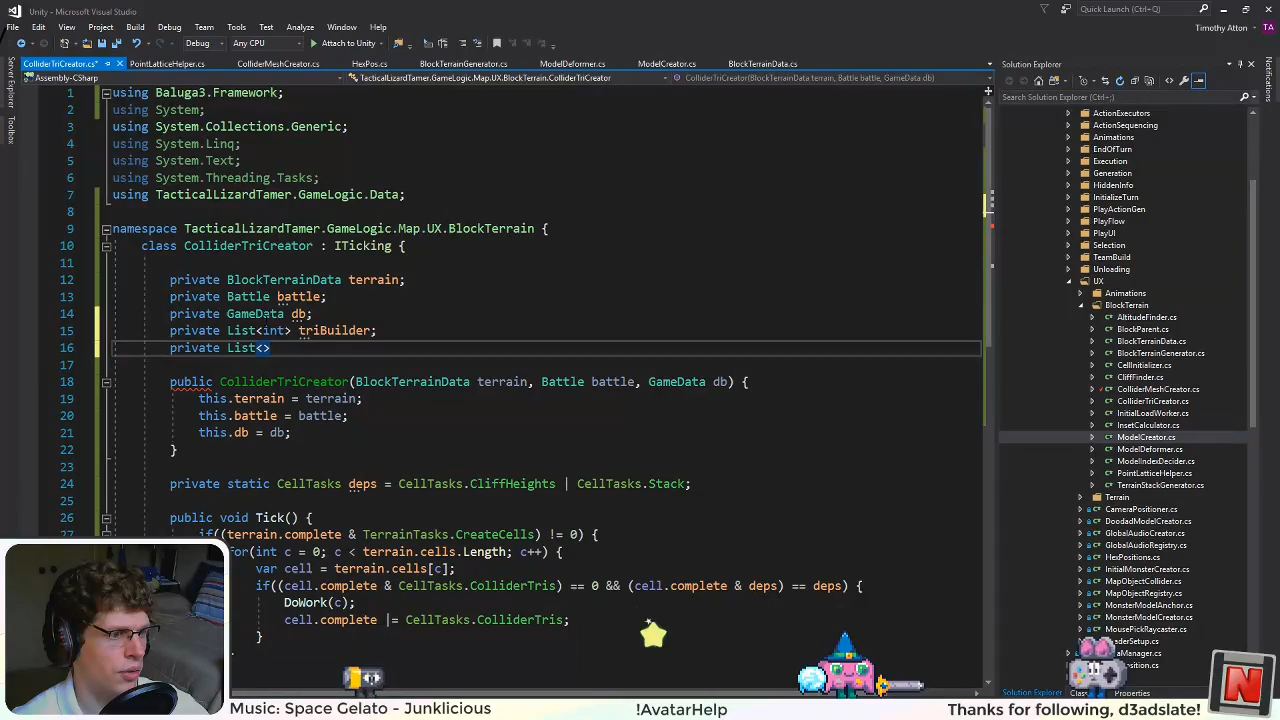 Unity - Microsoft Visual Studio
Quick Launch (Ctrl+Q)
File Edit View Project Build Debug Team Tools Test Analyze Window Help
Timothy Atton TA
Debug Any CPU Attach to Unity
ColliderTriCreator.cs* PointLatticeHelper.cs ColliderMeshCreator.cs HexPos.cs BlockTerrainGenerator.cs ModelDeformer.cs ModelCreator.cs BlockTerrainData.cs
Assembly-CSharp TacticalLizardTamer.GameLogic.Map.UX.BlockTerrain.ColliderTriCreator ColliderTriCreator(BlockTerrainData terrain, Battle battle, GameData db)
Server Explorer
Toolbox
1 using Baluga3.Framework;
2 using System;
3 using System.Collections.Generic;
4 using System.Linq;
5 using System.Text;
6 using System.Threading.Tasks;
7 using TacticalLizardTamer.GameLogic.Data;
8
9 namespace TacticalLizardTamer.GameLogic.Map.UX.BlockTerrain {
10 class ColliderTriCreator : ITicking {
11
12 private BlockTerrainData terrain;
13 private Battle battle;
14 private GameData db;
15 private List<int> triBuilder;
16 private List<>
17
18 public ColliderTriCreator(BlockTerrainData terrain, Battle battle, GameData db) {
19 this.terrain = terrain;
20 this.battle = battle;
21 this.db = db;
22 }
23
24 private static CellTasks deps = CellTasks.CliffHeights | CellTasks.Stack;
25
26 public void Tick() {
27 if((terrain.complete & TerrainTasks.CreateCells) != 0) {
for(int c = 0; c < terrain.cells.Length; c++) {
var cell = terrain.cells[c];
if((cell.complete & CellTasks.ColliderTris) == 0 && (cell.complete & deps) == deps) {
DoWork(c);
cell.complete |= CellTasks.ColliderTris;
}
Solution Explorer
Search Solution Explorer (Ctrl+;)
ActionExecutors
ActionSequencing
Animations
EndOfTurn
Execution
Generation
HiddenInfo
InitializeTurn
PlayActionGen
PlayFlow
PlayUI
Selection
TeamBuild
Unloading
UX
Animations
BlockTerrain
AltitudeFinder.cs
BlockParent.cs
BlockTerrainData.cs
BlockTerrainGenerator.cs
CellInitializer.cs
CliffFinder.cs
ColliderMeshCreator.cs
ColliderTriCreator.cs
InitialLoadWorker.cs
InsetCalculator.cs
ModelCreator.cs
ModelDeformer.cs
ModelIndexDecider.cs
PointLatticeHelper.cs
TerrainStackGenerator.cs
Terrain
CameraPositioner.cs
DoodadModelCreator.cs
GlobalAudioCreator.cs
GlobalAudioRegistry.cs
HexPositions.cs
InitialMonsterCreator.cs
MapObjectCollider.cs
MapObjectPositioner.cs
MonsterModelAnchor.cs
MonsterModelCreator.cs
MousePickRaycaster.cs
Solution Explorer Properties
Notifications
Music: Space Gelato - Junklicious
!AvatarHelp
Thanks for following, d3adslate!
N